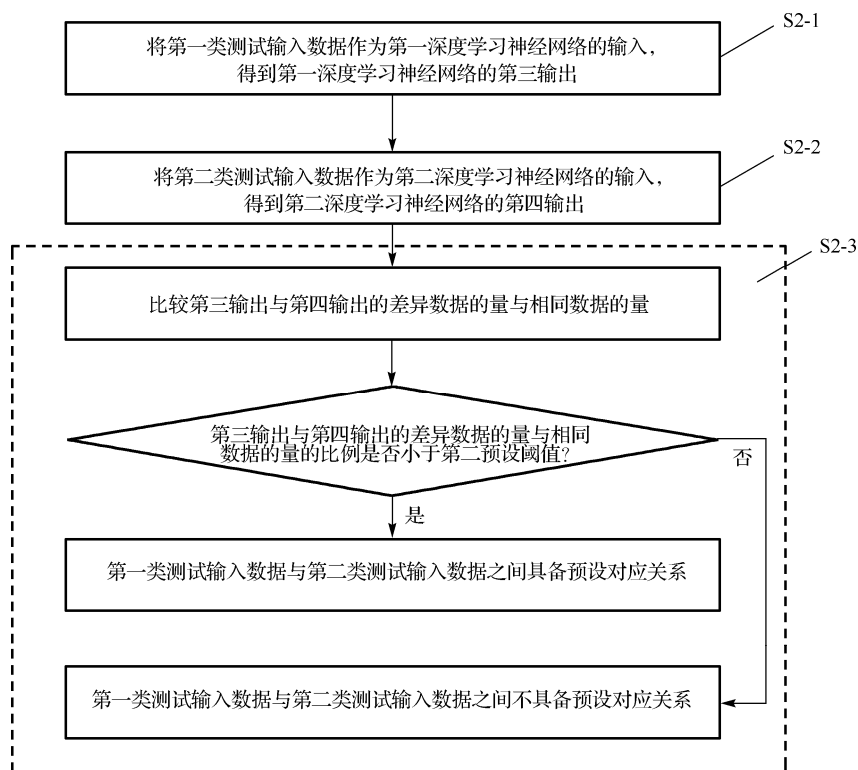 S2-1
将第一类测试输入数据作为第一深度学习神经网络的输入，
得到第一深度学习神经网络的第三输出
S2-2
将第二类测试输入数据作为第二深度学习神经网络的输入，
得到第二深度学习神经网络的第四输出
S2-3
比较第三输出与第四输出的差异数据的量与相同数据的量
第三输出与第四输出的差异数据的量与相同
数据的量的比例是否小于第二预设阈值？
否
是
第一类测试输入数据与第二类测试输入数据之间具备预设对应关系
第一类测试输入数据与第二类测试输入数据之间不具备预设对应关系